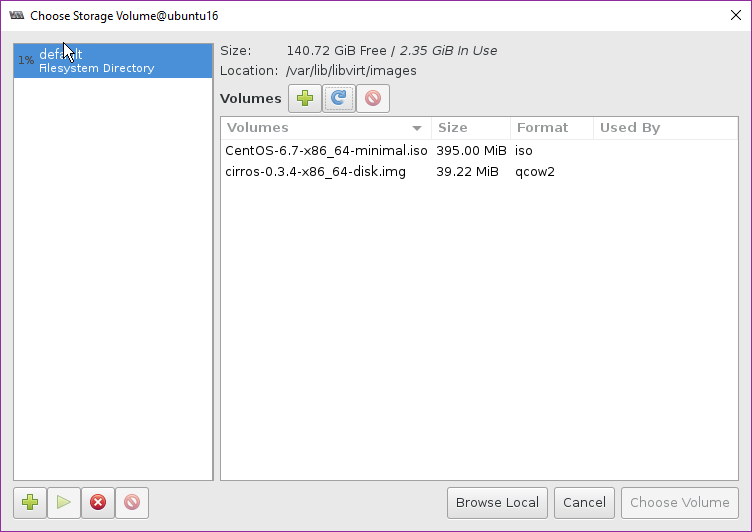 Choose Storage Volume@ubuntu16
1% default
Filesystem Directory
Size: 140.72 GiB Free / 2.35 GiB In Use
Location: /var/lib/libvirt/images
Volumes
Volumes Size Format Used By
CentOS-6.7-x86_64-minimal.iso 395.00 MiB iso
cirros-0.3.4-x86_64-disk.img 39.22 MiB qcow2
Browse Local Cancel Choose Volume